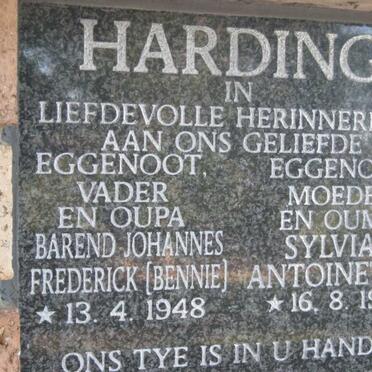 HARDING
IN
LIEFDEVOLLE HERINNER
AAN ONS GELIEFDE
EGGENOOT, EGGENO
VADER MOEDE
EN OUPA EN OUM
BAREND JOHANNES SYLVIA
FREDERICK (BENNIE) ANTOINE
★ 13. 4. 1948 ★ 16. 8. 1
ONS TYE IS IN U HAND